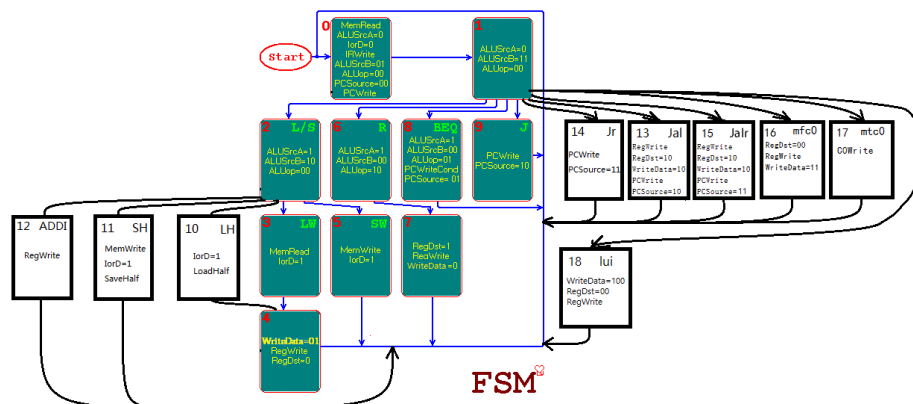 Start
0
MemRead
ALUSrcA=0
IorD=0
IRWrite
ALUSrcB=01
ALUop=00
PCSource=00
PCWrite
1
ALUSrcA=0
ALUSrcB=11
ALUop=00
2 L/S
ALUSrcA=1
ALUSrcB=10
ALUop=00
6 R
ALUSrcA=1
ALUSrcB=00
ALUop=10
8 BEQ
ALUSrcA=1
ALUSrcB=00
ALUop=01
PCWriteCond
PCSource= 01
9 J
PCWrite
PCSource=10
14 Jr
PCWrite
PCSource=11
13 Jal
RegWrite
RegDst=10
WriteData=10
PCWrite
PCSource=10
15 Jalr
RegWrite
RegDst=10
WriteData=10
PCWrite
PCSource=11
16 mfc0
RegDst=00
RegWrite
WriteData=11
17 mtc0
COWrite
12 ADDI
RegWrite
11 SH
MemWrite
IorD=1
SaveHalf
10 LH
IorD=1
LoadHalf
3 LW
MemRead
IorD=1
5 SW
MemWrite
IorD=1
7
RegDst=1
RegWrite
WriteData =0
18 lui
WriteData=100
RegDst=00
RegWrite
4
WriteData=01
RegWrite
RegDst=0
FSM